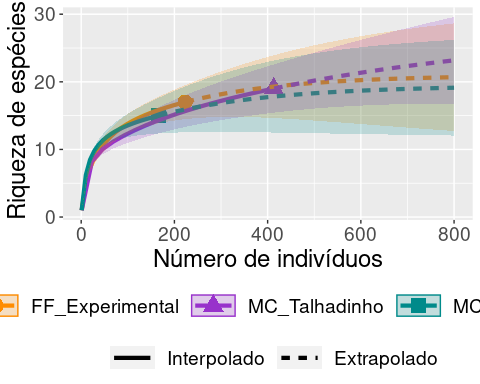 Riqueza de espécies
30
20
10
0
0 200 400 600 800
Número de indivíduos
FF_Experimental MC_Talhadinho MC
Interpolado Extrapolado